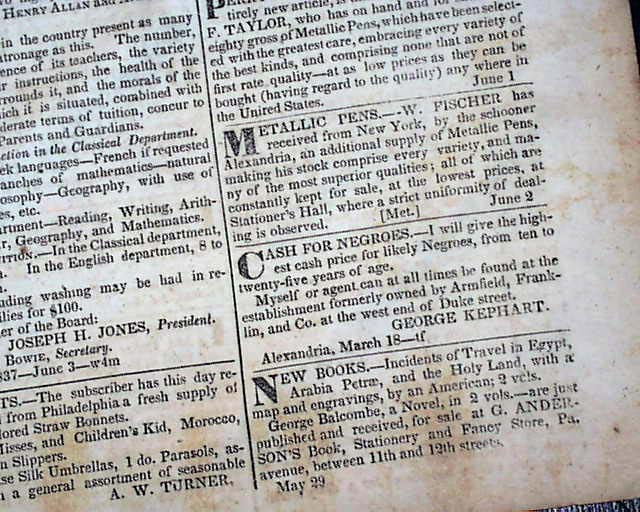 HENRY ALLAN and
in the country present as many
tronage as this. The number,
ence of its teachers, the variety
r instructions, the health of the
rounds it, and the morals of the
ich it is situated, combined with
derate terms of tuition, concur to
Parents and Guardians.
ction in the Classical Department.
ek languages—French if requested
anches of mathematics—natural
osophy—Geography, with use of
es, etc.
artment—Reading, Writing, Arith-
r, Geography, and Mathematics.
ITION.—In the Classical department,
In the English department, 8 to
uding washing may be had in re-
ilies for $100.
er of the Board:
JOSEPH H. JONES, President.
BOWIE, Secretary.
837—June 3—w4m
TS.—The subscriber has this day re-
from Philadelphia a fresh supply of
lored Straw Bonnets.
Misses, and Children's Kid, Morocco,
n Slippers.
se Silk Umbrellas, 1 do. Parasols, as-
a general assortment of seasonable
A. W. TURNER.
tirely new article, is
F. TAYLOR, who has on hand and for
eighty gross of Metallic Pens, which have been select-
ed with the greatest care, embracing every variety of
the best kinds, and comprising none that are not of
first rate quality—at as low prices as they can be
bought (having regard to the quality) any where in
the United States. June 1
METALLIC PENS.—W. FISCHER has
received from New York, by the schooner
Alexandria, an additional supply of Metallic Pens,
making his stock comprise every variety, and ma-
ny of the most superior qualities; all of which are
constantly kept for sale, at the lowest prices, at
Stationer's Hall, where a strict uniformity of deal-
ing is observed. [Met.] June 2
CASH FOR NEGROES.—I will give the high-
est cash price for likely Negroes, from ten to
twenty-five years of age.
Myself or agent can at all times be found at the
establishment formerly owned by Armfield, Frank-
lin, and Co. at the west end of Duke street.
GEORGE KEPHART.
Alexandria, March 18—tf
NEW BOOKS.—Incidents of Travel in Egypt,
Arabia Petræ, and the Holy Land, with a
map and engravings, by an American; 2 vols.
George Balcombe, a Novel, in 2 vols.—are just
published and received, for sale at G. ANDER-
SON'S Book, Stationery and Fancy Store, Pa.
avenue, between 11th and 12th streets.
May 29